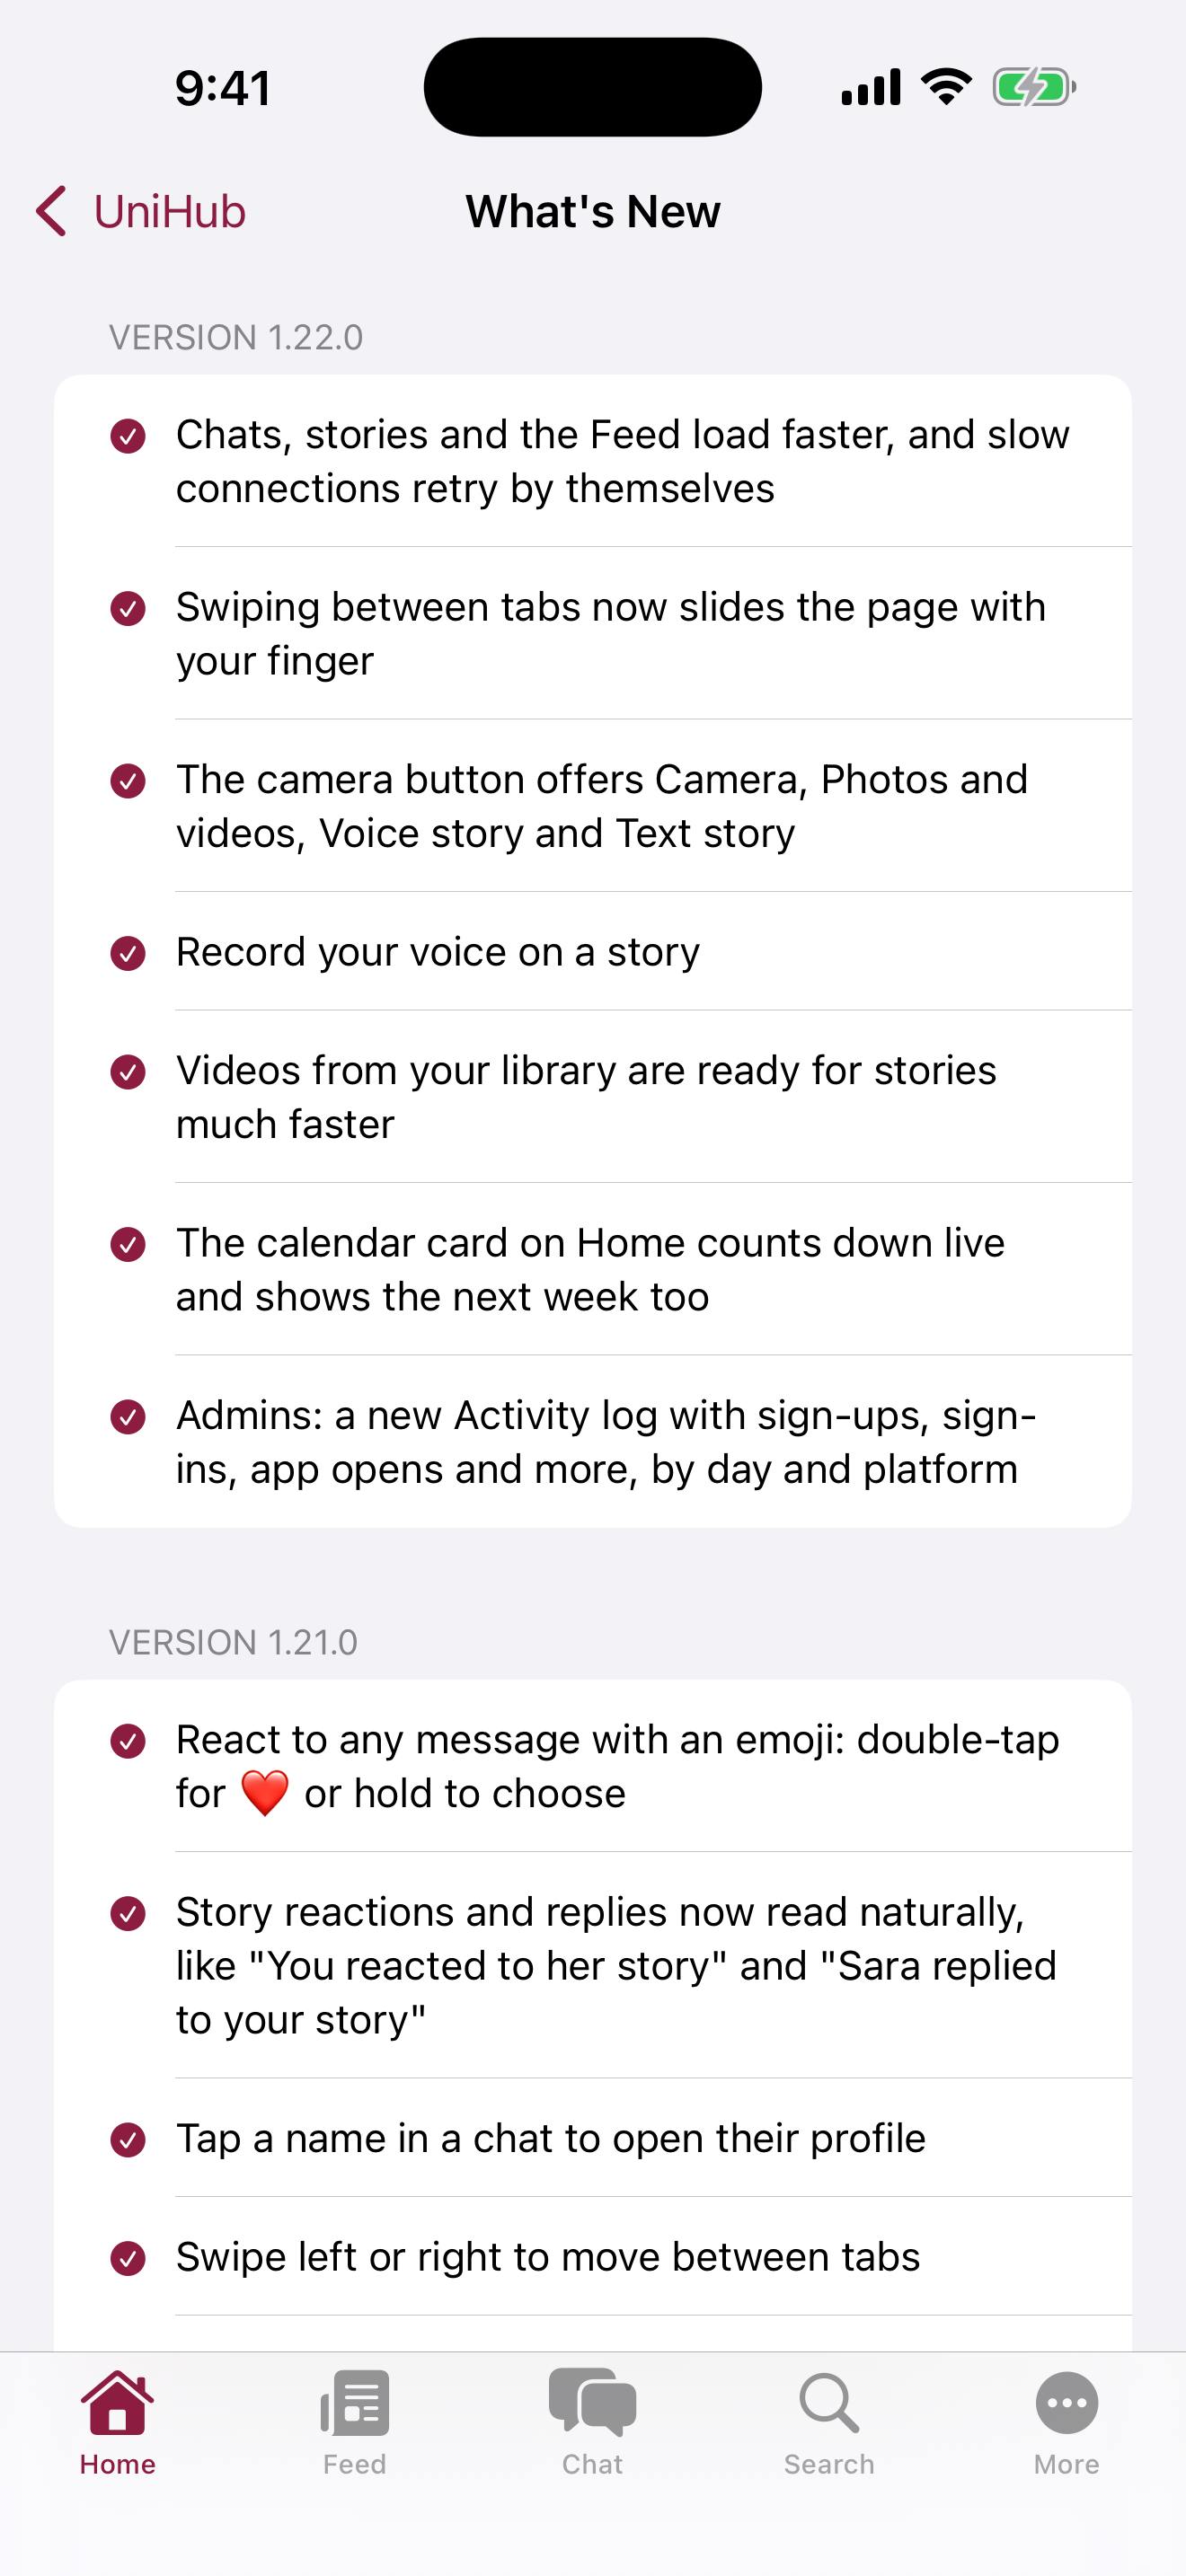 9:41
UniHub
What's New
VERSION 1.22.0
Chats, stories and the Feed load faster, and slow
connections retry by themselves
Swiping between tabs now slides the page with
your finger
The camera button offers Camera, Photos and
videos, Voice story and Text story
Record your voice on a story
Videos from your library are ready for stories
much faster
The calendar card on Home counts down live
and shows the next week too
Admins: a new Activity log with sign-ups, sign-
ins, app opens and more, by day and platform
VERSION 1.21.0
React to any message with an emoji: double-tap
for ❤️ or hold to choose
Story reactions and replies now read naturally,
like "You reacted to her story" and "Sara replied
to your story"
Tap a name in a chat to open their profile
Swipe left or right to move between tabs
Home
Feed
Chat
Search
More